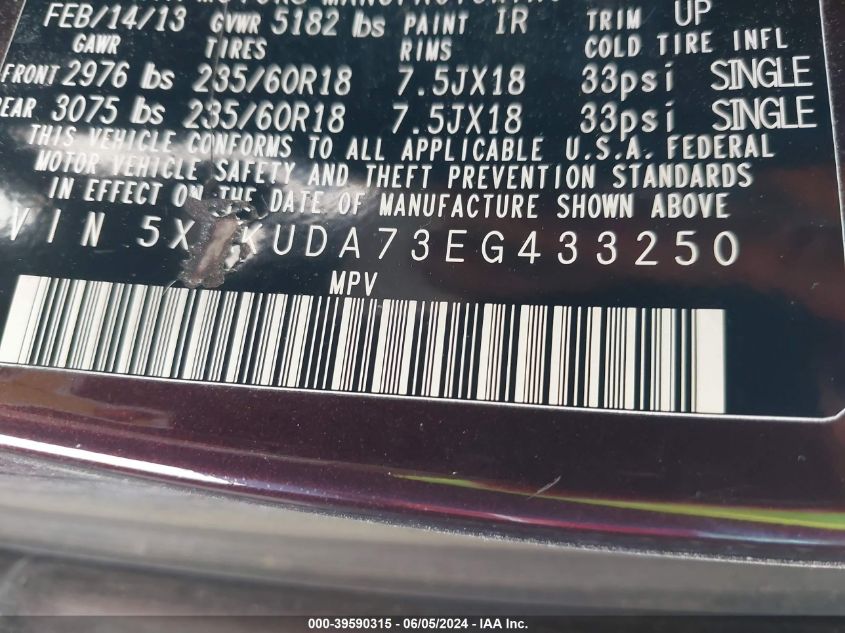 MOTORS MANUFACTURING
FEB/14/13 GVWR 5182 lbs PAINT IR TRIM UP
GAWR TIRES RIMS COLD TIRE INFL
FRONT 2976 lbs 235/60R18 7.5JX18 33psi SINGLE
REAR 3075 lbs 235/60R18 7.5JX18 33psi SINGLE
THIS VEHICLE CONFORMS TO ALL APPLICABLE U.S.A. FEDERAL
MOTOR VEHICLE SAFETY AND THEFT PREVENTION STANDARDS
IN EFFECT ON THE DATE OF MANUFACTURE SHOWN ABOVE
VIN 5X KUDA73EG433250
MPV
000-39590315 - 06/05/2024 - IAA Inc.